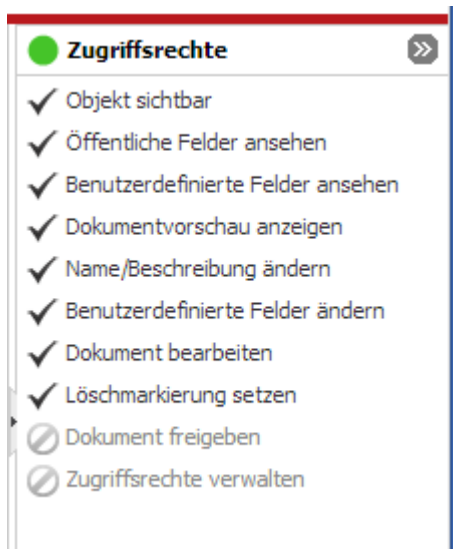 Zugriffsrechte
Objekt sichtbar
Öffentliche Felder ansehen
Benutzerdefinierte Felder ansehen
Dokumentvorschau anzeigen
Name/Beschreibung ändern
Benutzerdefinierte Felder ändern
Dokument bearbeiten
Löschmarkierung setzen
Dokument freigeben
Zugriffsrechte verwalten